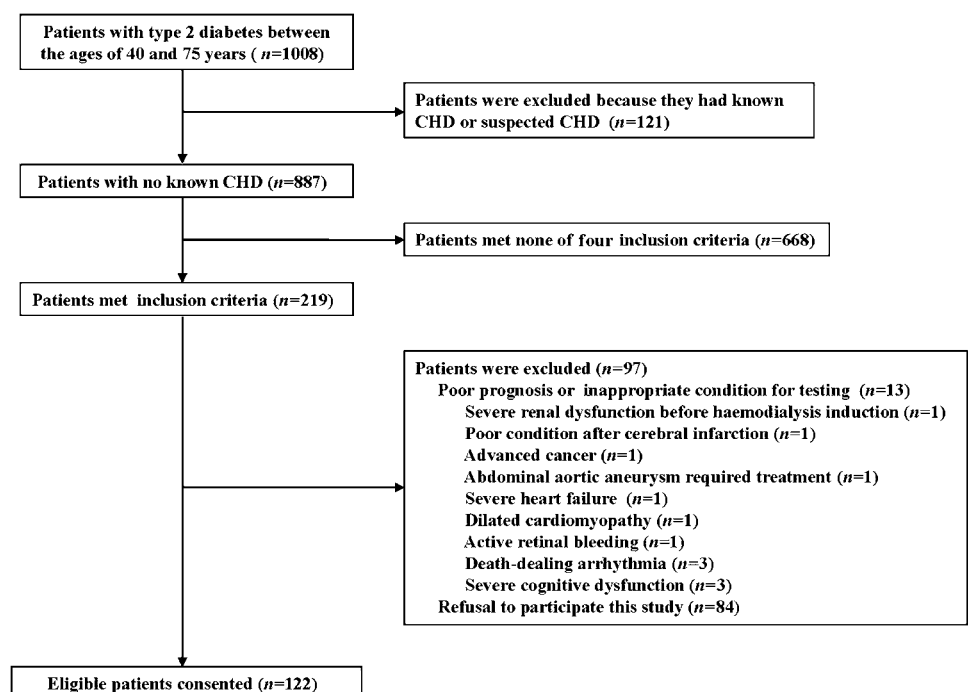 Patients with type 2 diabetes between
the ages of 40 and 75 years ( n=1008)
Patients were excluded because they had known
CHD or suspected CHD (n=121)
Patients with no known CHD (n=887)
Patients met none of four inclusion criteria (n=668)
Patients met inclusion criteria (n=219)
Patients were excluded (n=97)
Poor prognosis or inappropriate condition for testing (n=13)
Severe renal dysfunction before haemodialysis induction (n=1)
Poor condition after cerebral infarction (n=1)
Advanced cancer (n=1)
Abdominal aortic aneurysm required treatment (n=1)
Severe heart failure (n=1)
Dilated cardiomyopathy (n=1)
Active retinal bleeding (n=1)
Death-dealing arrhythmia (n=3)
Severe cognitive dysfunction (n=3)
Refusal to participate this study (n=84)
Eligible patients consented (n=122)